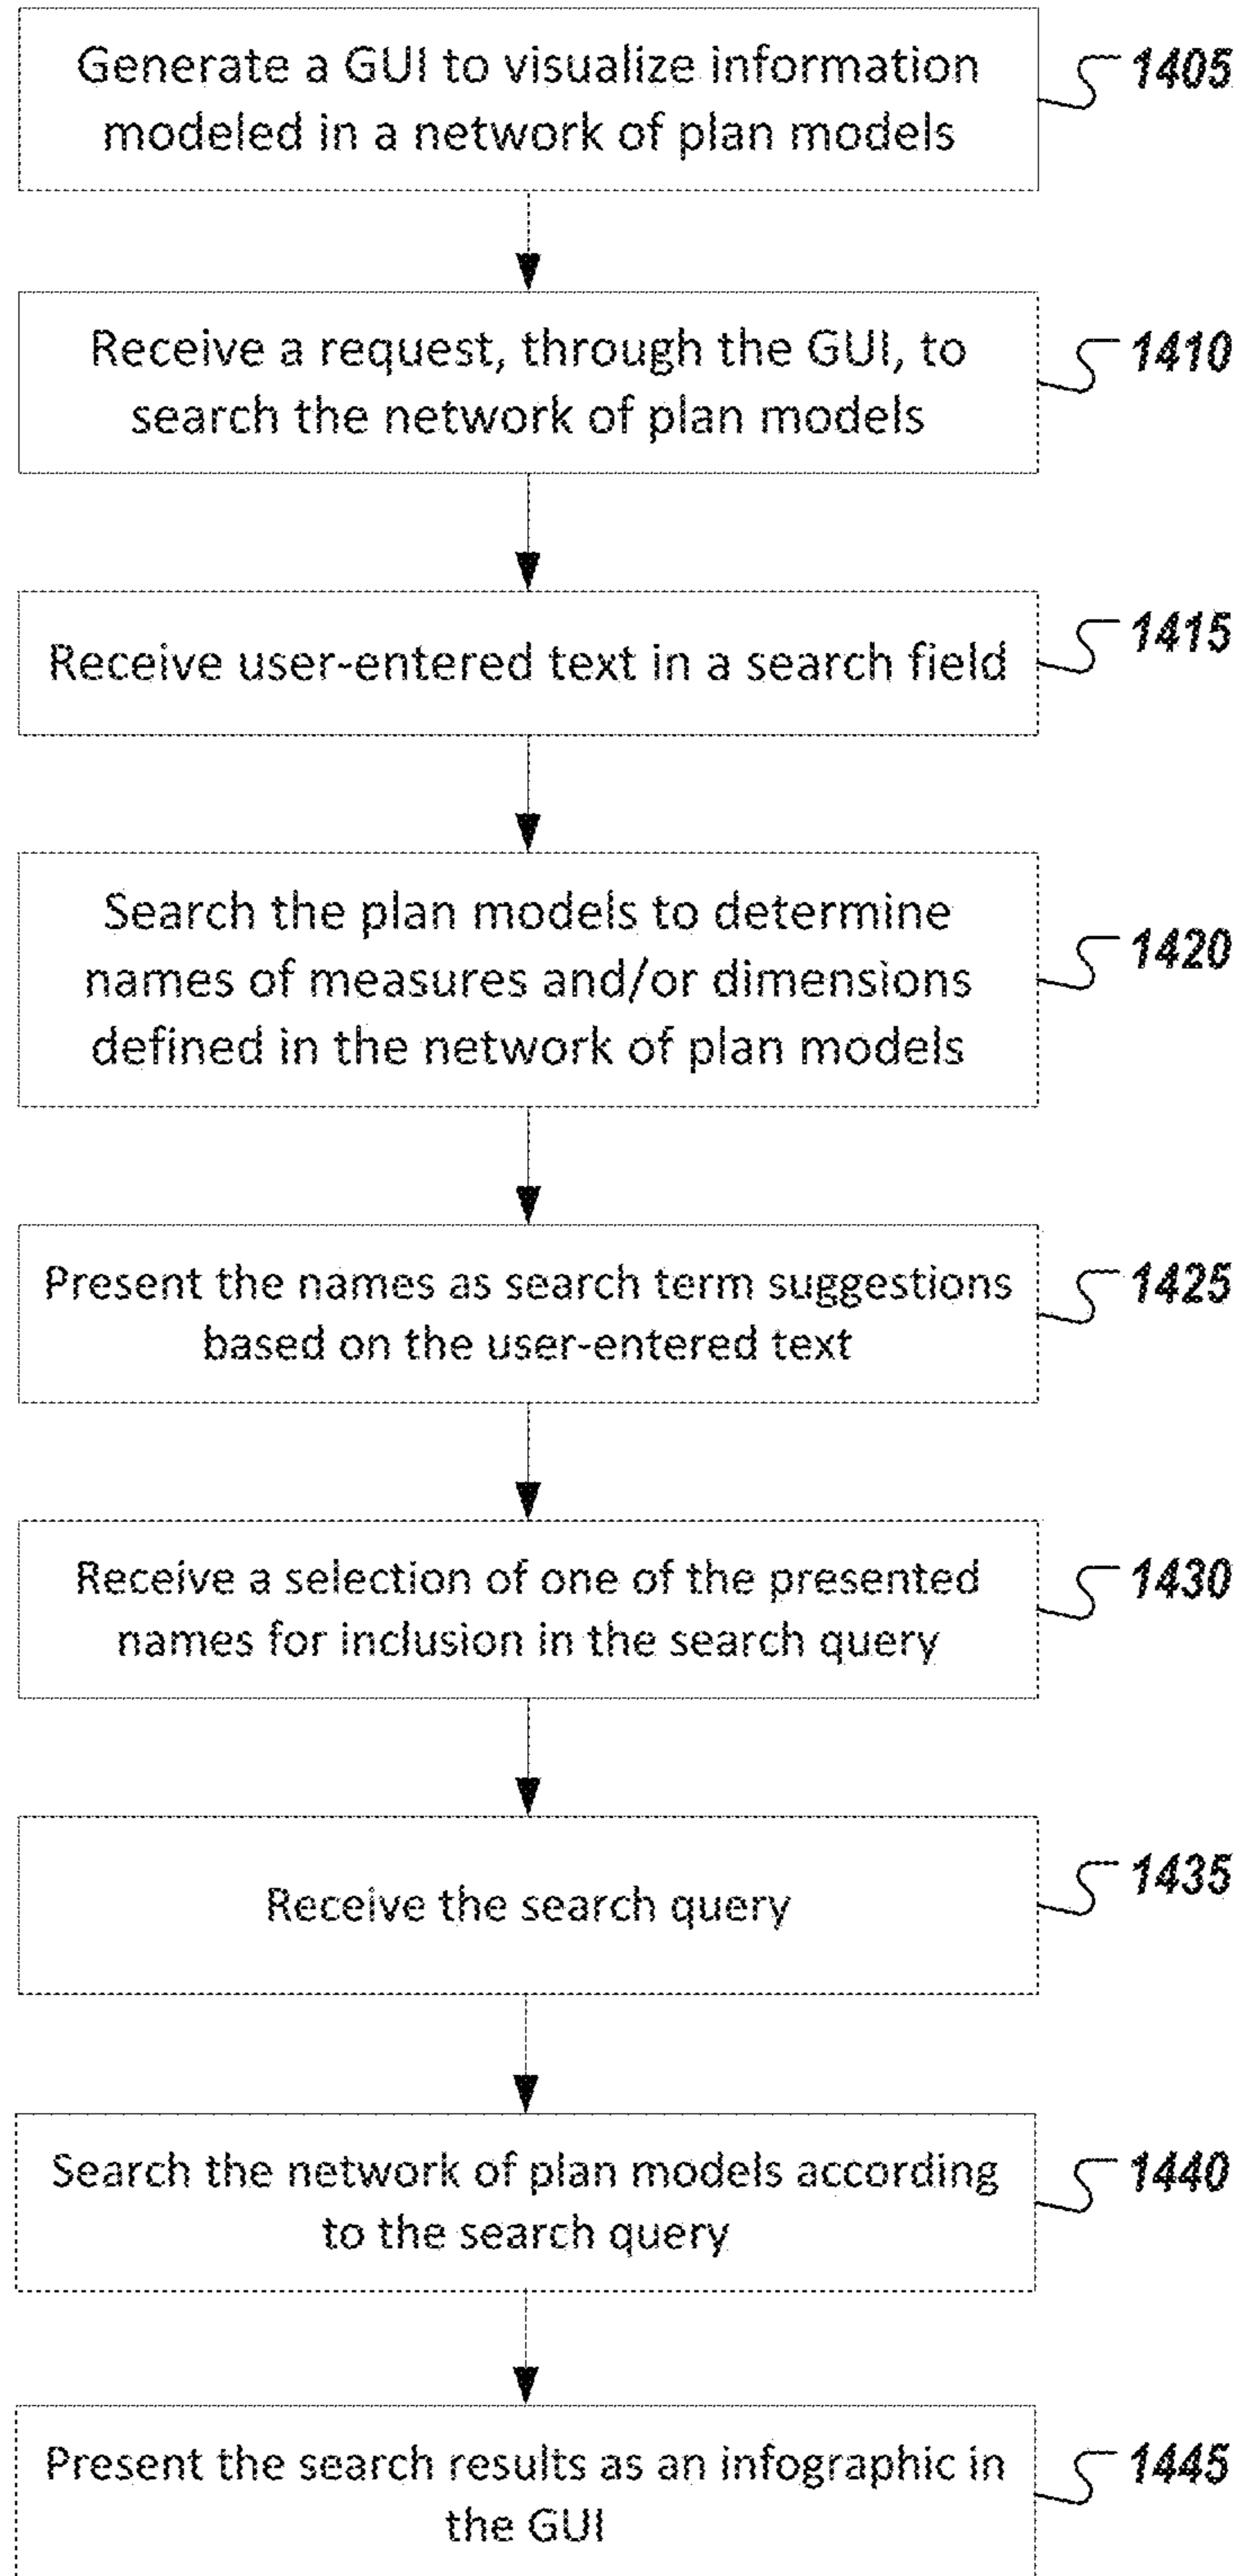 Generate a GUI to visualize information
modeled in a network of plan models
1405
Receive a request, through the GUI, to
search the network of plan models
1410
Receive user-entered text in a search field
1415
Search the plan models to determine
names of measures and/or dimensions
defined in the network of plan models
1420
Present the names as search term suggestions
based on the user-entered text
1425
Receive a selection of one of the presented
names for inclusion in the search query
1430
Receive the search query
1435
Search the network of plan models according
to the search query
1440
Present the search results as an infographic in
the GUI
1445